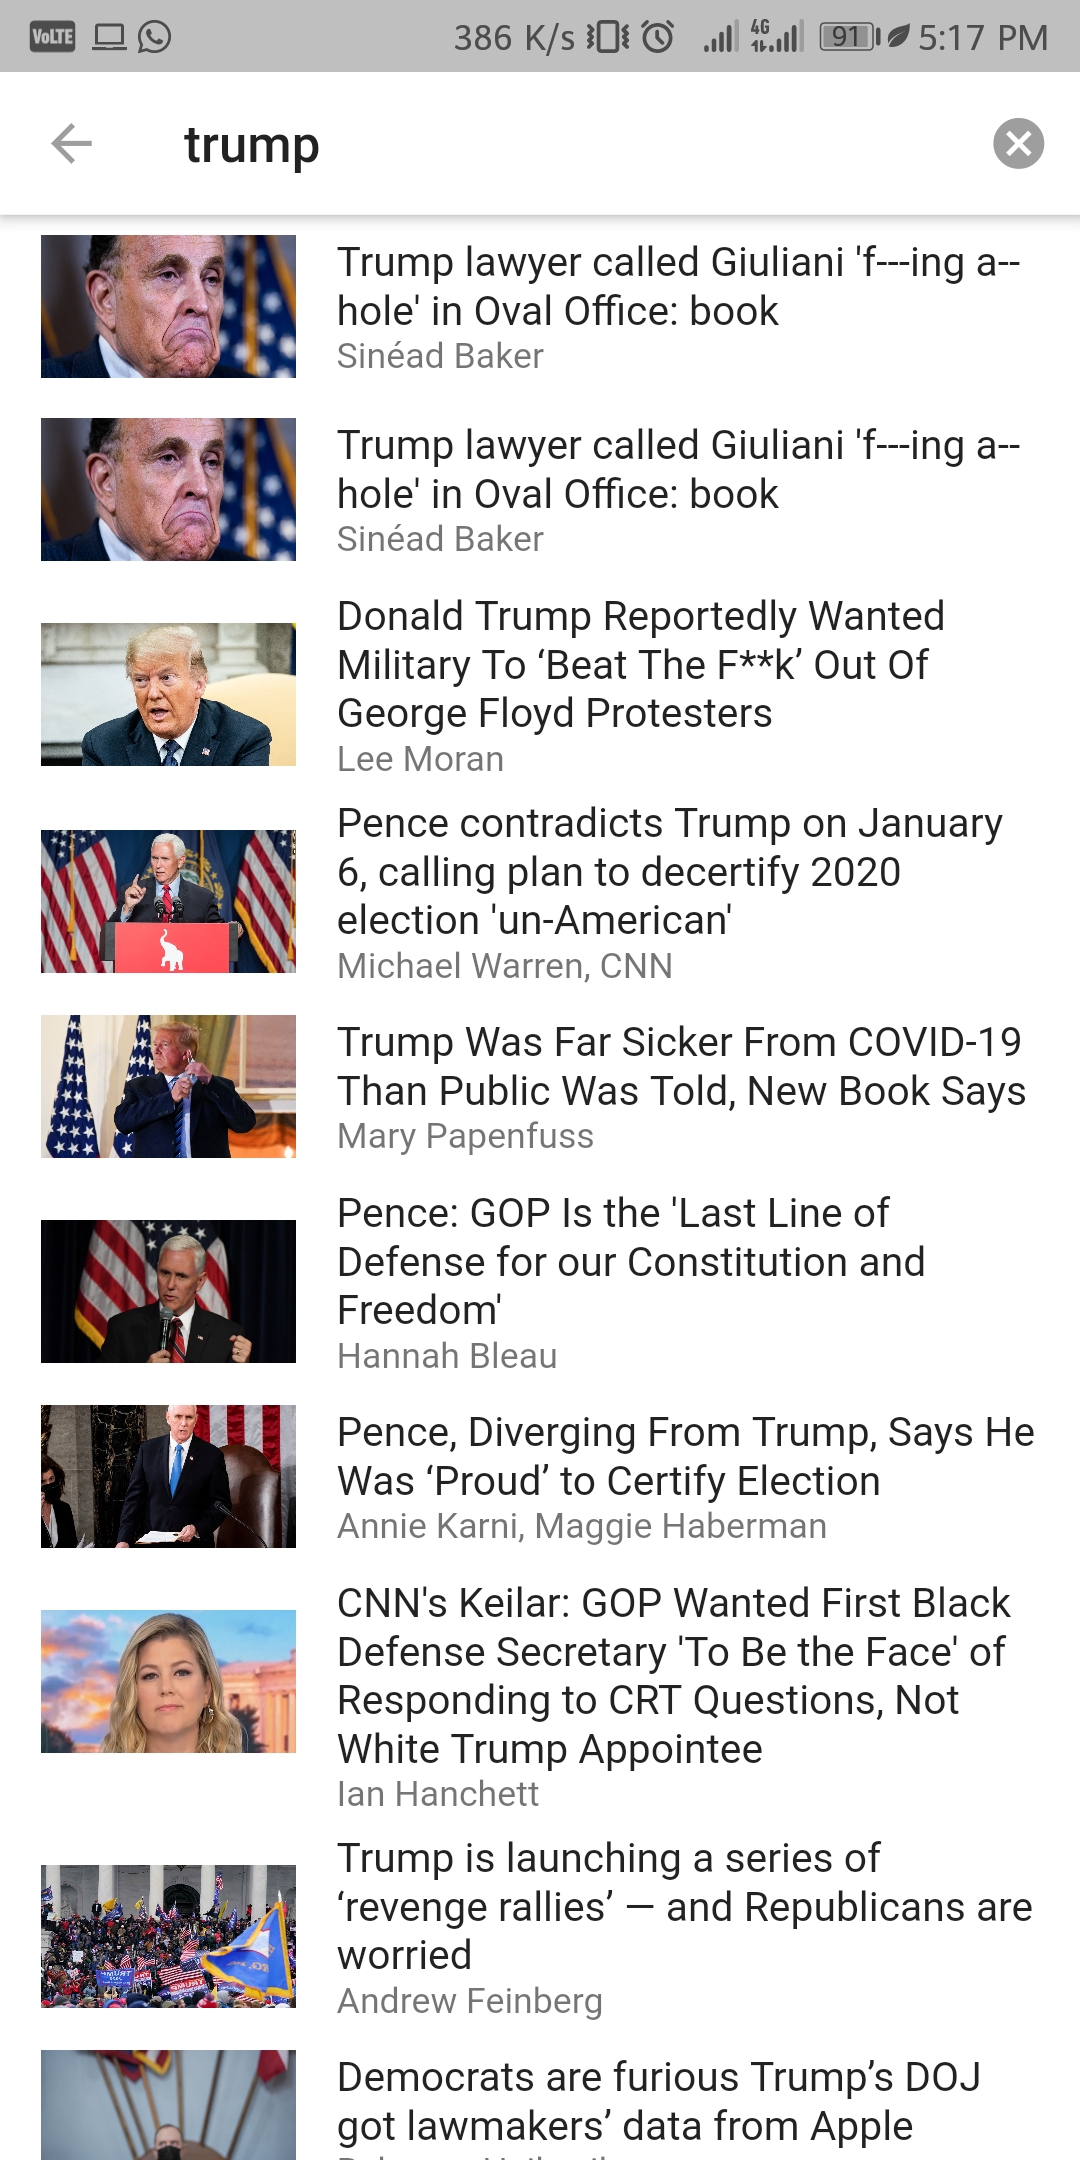 VoLTE 386 K/s 4G 91 5:17 PM
trump
Trump lawyer called Giuliani 'f---ing a--
hole' in Oval Office: book
Sinéad Baker
Trump lawyer called Giuliani 'f---ing a--
hole' in Oval Office: book
Sinéad Baker
Donald Trump Reportedly Wanted
Military To ‘Beat The F**k’ Out Of
George Floyd Protesters
Lee Moran
Pence contradicts Trump on January
6, calling plan to decertify 2020
election 'un-American'
Michael Warren, CNN
Trump Was Far Sicker From COVID-19
Than Public Was Told, New Book Says
Mary Papenfuss
Pence: GOP Is the 'Last Line of
Defense for our Constitution and
Freedom'
Hannah Bleau
Pence, Diverging From Trump, Says He
Was ‘Proud’ to Certify Election
Annie Karni, Maggie Haberman
CNN's Keilar: GOP Wanted First Black
Defense Secretary 'To Be the Face' of
Responding to CRT Questions, Not
White Trump Appointee
Ian Hanchett
Trump is launching a series of
‘revenge rallies’ — and Republicans are
worried
Andrew Feinberg
Democrats are furious Trump’s DOJ
got lawmakers’ data from Apple